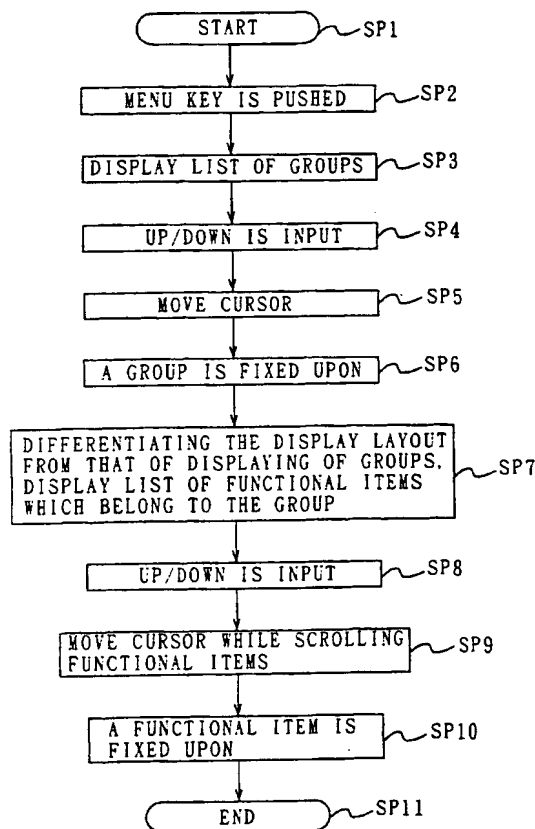 START SP1
MENU KEY IS PUSHED SP2
DISPLAY LIST OF GROUPS SP3
UP/DOWN IS INPUT SP4
MOVE CURSOR SP5
A GROUP IS FIXED UPON SP6
DIFFERENTIATING THE DISPLAY LAYOUT
FROM THAT OF DISPLAYING OF GROUPS,
DISPLAY LIST OF FUNCTIONAL ITEMS
WHICH BELONG TO THE GROUP
SP7
UP/DOWN IS INPUT SP8
MOVE CURSOR WHILE SCROLLING
FUNCTIONAL ITEMS
SP9
A FUNCTIONAL ITEM IS
FIXED UPON
SP10
END SP11